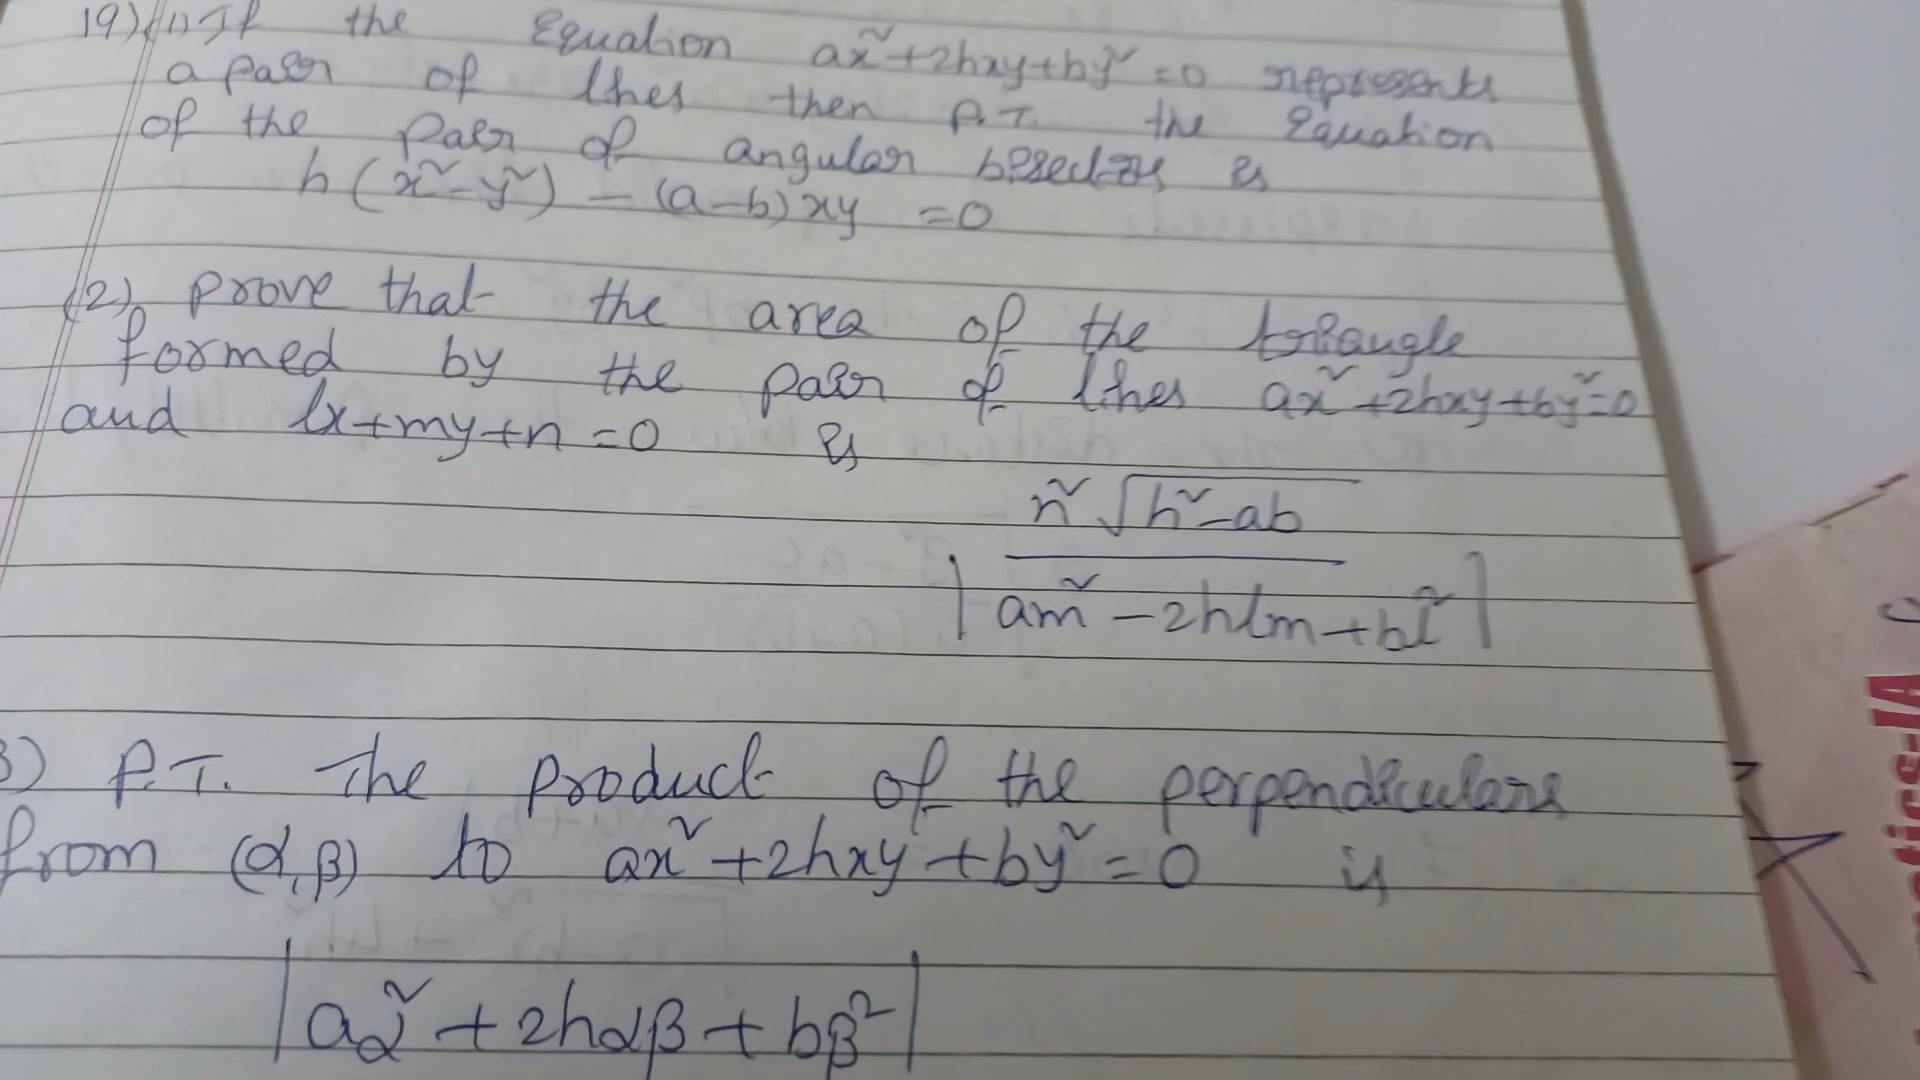 19) (1) If the Equation ax²+2hxy+by²=0 represents
a pair of lines then P.T. the Equation
of the pair of angular bisectors is
h(x²-y²) - (a-b)xy = 0
(2) prove that the area of the triangle
formed by the pair of lines ax²+2hxy+by²=0
and lx+my+n=0 is
n²√h²-ab
|am²-2hlm+bl²|
3) P.T. The product of the perpendiculars
from (α,β) to ax²+2hxy+by²=0 is
|aα²+2hαβ+bβ²|